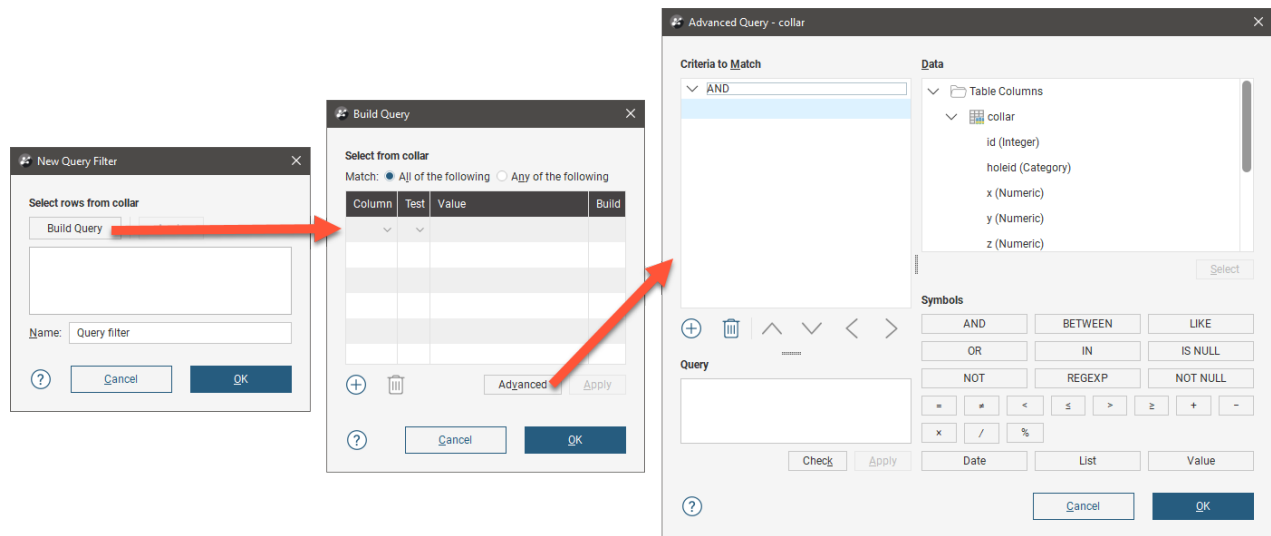 New Query Filter
Select rows from collar
Build Query
Name: Query filter
Cancel OK
Build Query
Select from collar
Match: All of the following Any of the following
Column Test Value Build
Advanced Apply
Cancel OK
Advanced Query - collar
Criteria to Match
AND
Query
Check Apply
Data
Table Columns
collar
id (Integer)
holeid (Category)
x (Numeric)
y (Numeric)
z (Numeric)
Select
Symbols
AND BETWEEN LIKE
OR IN IS NULL
NOT REGEXP NOT NULL
= ≠ < ≤ > ≥ + −
× / %
Date List Value
Cancel OK